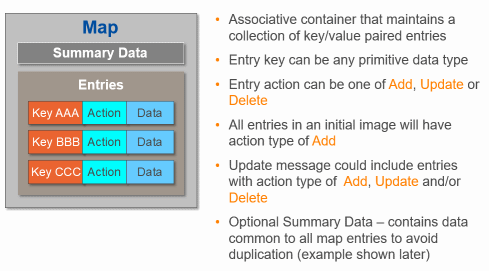 Map
Summary Data
Entries
Key AAA Action Data
Key BBB Action Data
Key CCC Action Data
• Associative container that maintains a
collection of key/value paired entries
• Entry key can be any primitive data type
• Entry action can be one of Add, Update or
Delete
• All entries in an initial image will have
action type of Add
• Update message could include entries
with action type of Add, Update and/or
Delete
• Optional Summary Data – contains data
common to all map entries to avoid
duplication (example shown later)